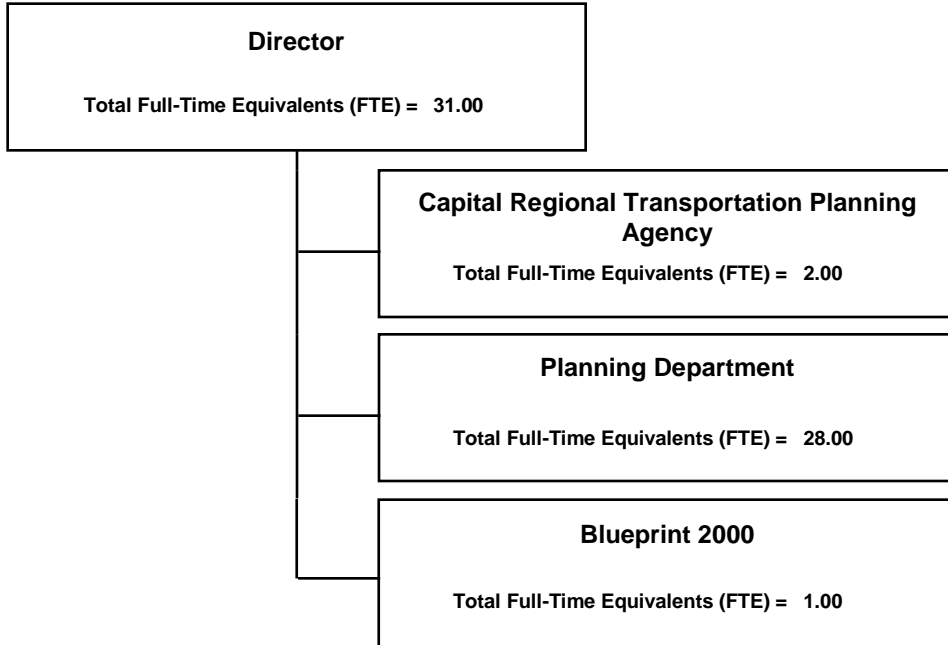 Director
Total Full-Time Equivalents (FTE) = 31.00
Capital Regional Transportation Planning
Agency
Total Full-Time Equivalents (FTE) = 2.00
Planning Department
Total Full-Time Equivalents (FTE) = 28.00
Blueprint 2000
Total Full-Time Equivalents (FTE) = 1.00